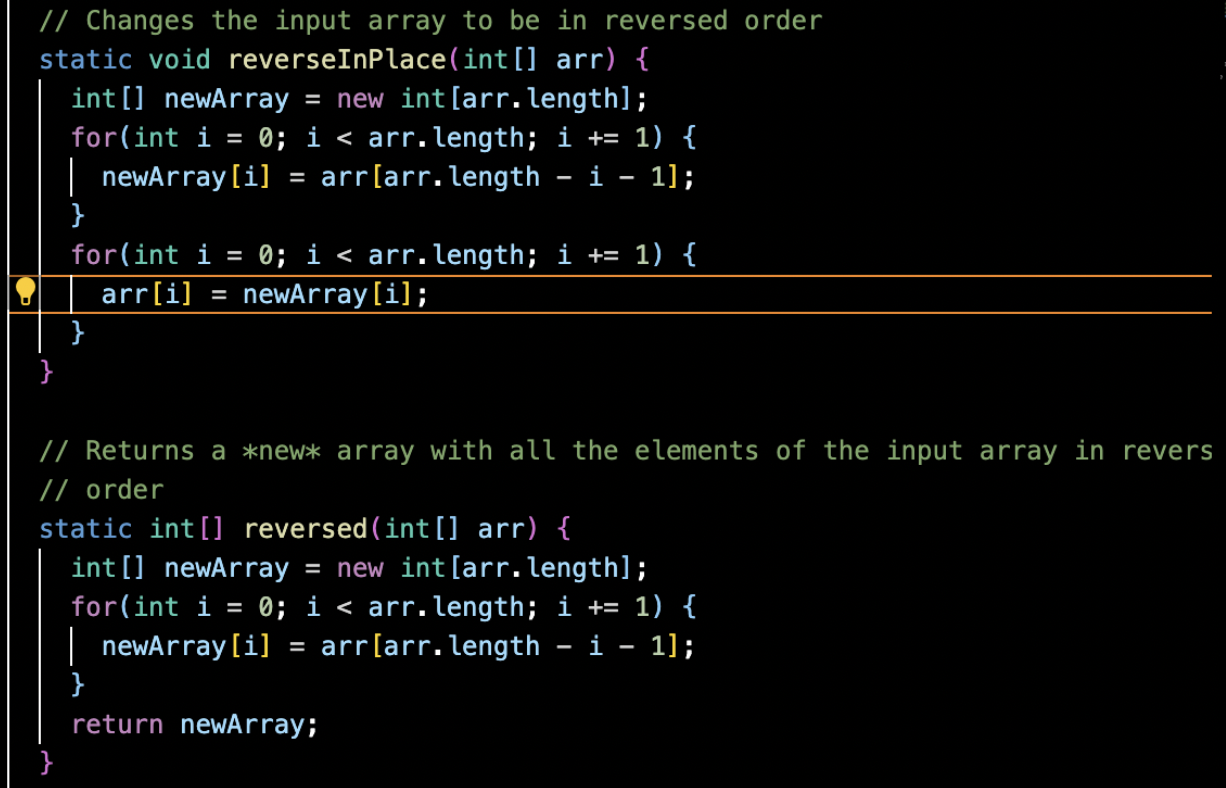 // Changes the input array to be in reversed order
static void reverseInPlace(int[] arr) {
  int[] newArray = new int[arr.length];
  for(int i = 0; i < arr.length; i += 1) {
    newArray[i] = arr[arr.length - i - 1];
  }
  for(int i = 0; i < arr.length; i += 1) {
    arr[i] = newArray[i];
  }
}

// Returns a *new* array with all the elements of the input array in revers
// order
static int[] reversed(int[] arr) {
  int[] newArray = new int[arr.length];
  for(int i = 0; i < arr.length; i += 1) {
    newArray[i] = arr[arr.length - i - 1];
  }
  return newArray;
}